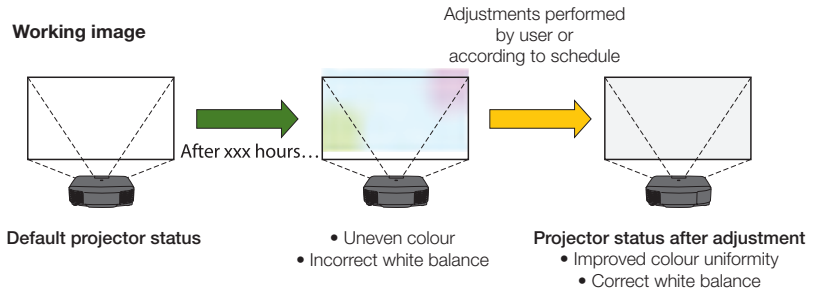 Working image
Adjustments performed
by user or
according to schedule
After xxx hours…
Default projector status
• Uneven colour
• Incorrect white balance
Projector status after adjustment
• Improved colour uniformity
• Correct white balance